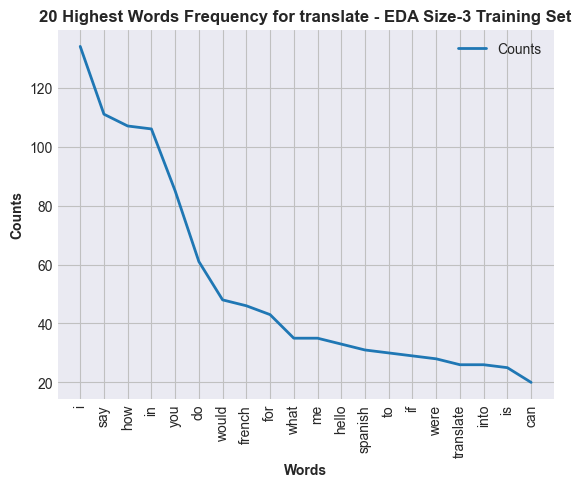 20 Highest Words Frequency for translate - EDA Size-3 Training Set
Counts
120
100
80
60
40
20
Counts
i
say
how
in
you
do
would
french
for
what
me
hello
spanish
to
if
were
translate
into
is
can
Words